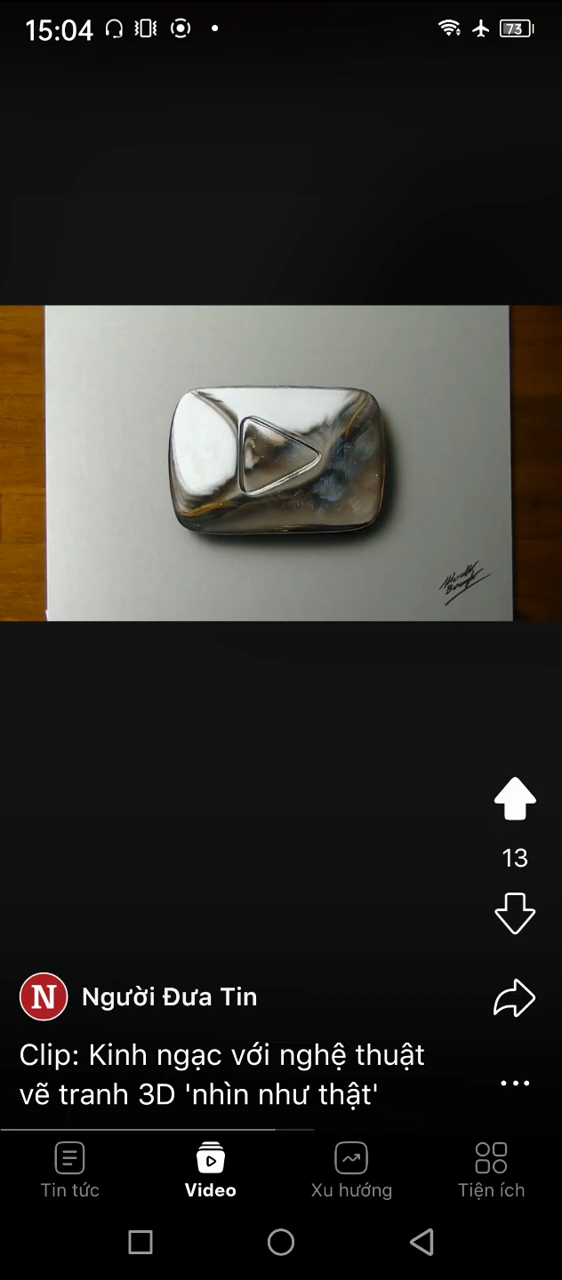 15:04
73
13
N
Người Đưa Tin
Clip: Kinh ngạc với nghệ thuật
vẽ tranh 3D 'nhìn như thật'
Tin tức
Video
Xu hướng
Tiện ích